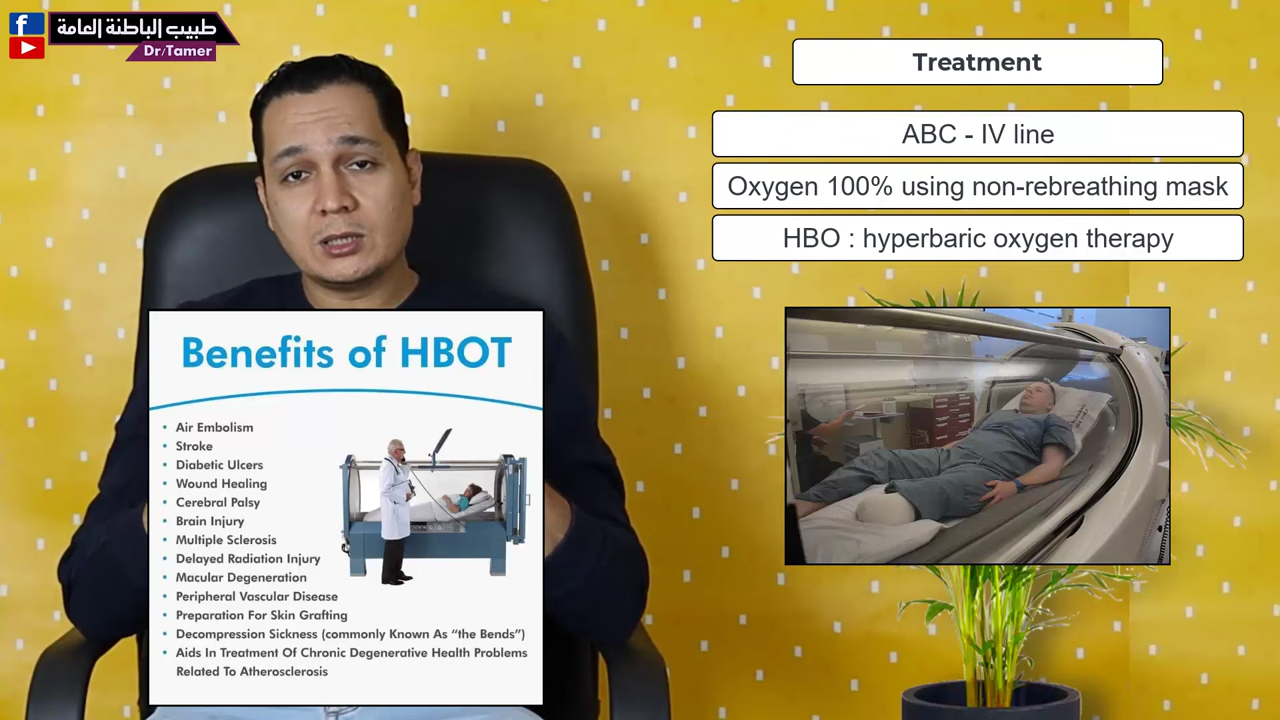 طبيب الباطنة العامة
Dr/Tamer
Treatment
ABC - IV line
Oxygen 100% using non-rebreathing mask
HBO : hyperbaric oxygen therapy
Benefits of HBOT
• Air Embolism
• Stroke
• Diabetic Ulcers
• Wound Healing
• Cerebral Palsy
• Brain Injury
• Multiple Sclerosis
• Delayed Radiation Injury
• Macular Degeneration
• Peripheral Vascular Disease
• Preparation For Skin Grafting
• Decompression Sickness (commonly Known As “the Bends”)
• Aids In Treatment Of Chronic Degenerative Health Problems
Related To Atherosclerosis